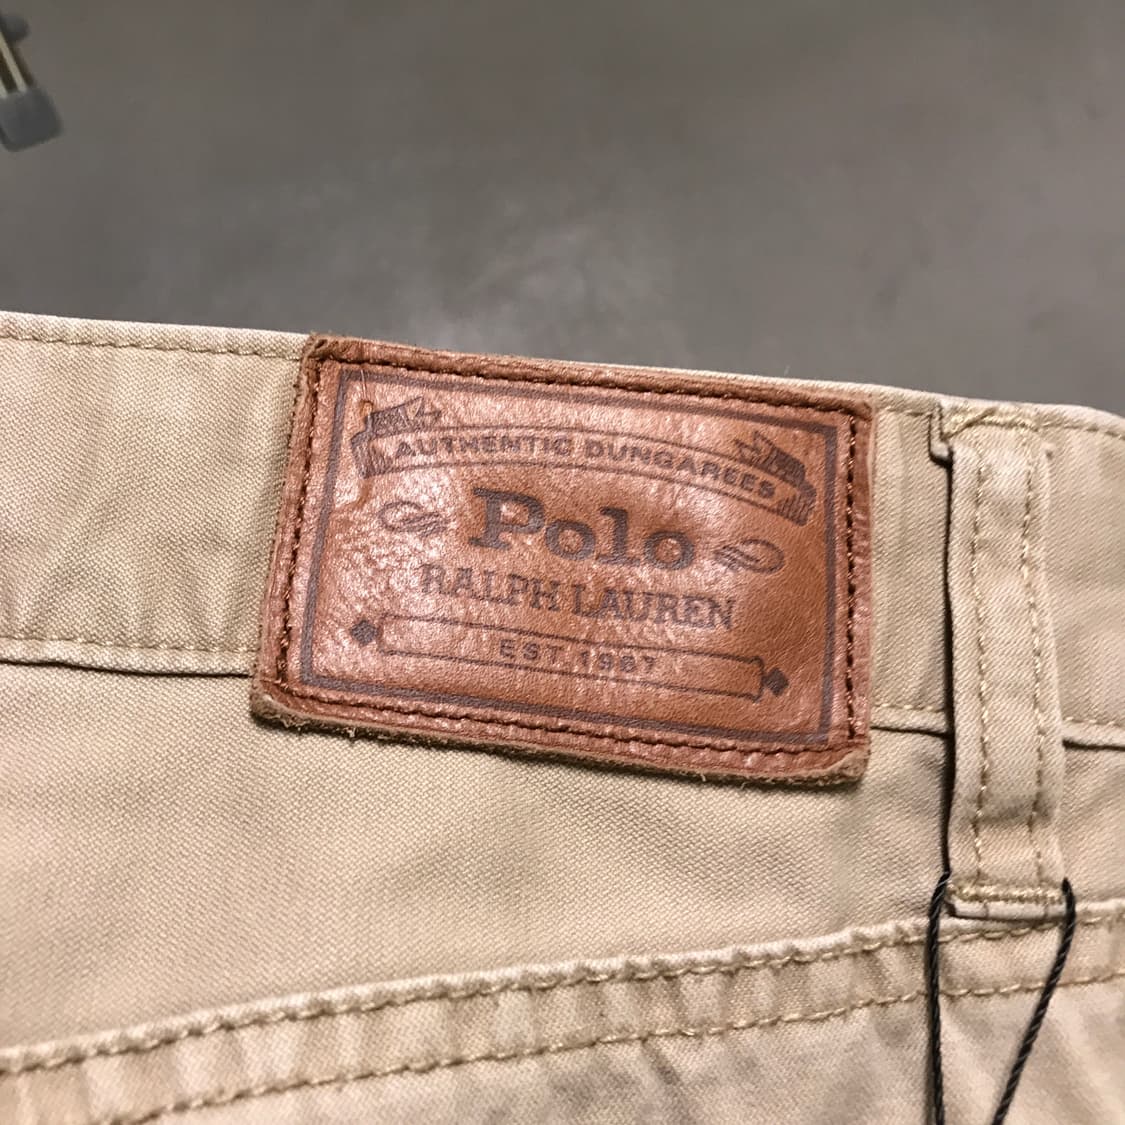 AUTHENTIC DUNGAREES
Polo
RALPH LAUREN
EST. 1967